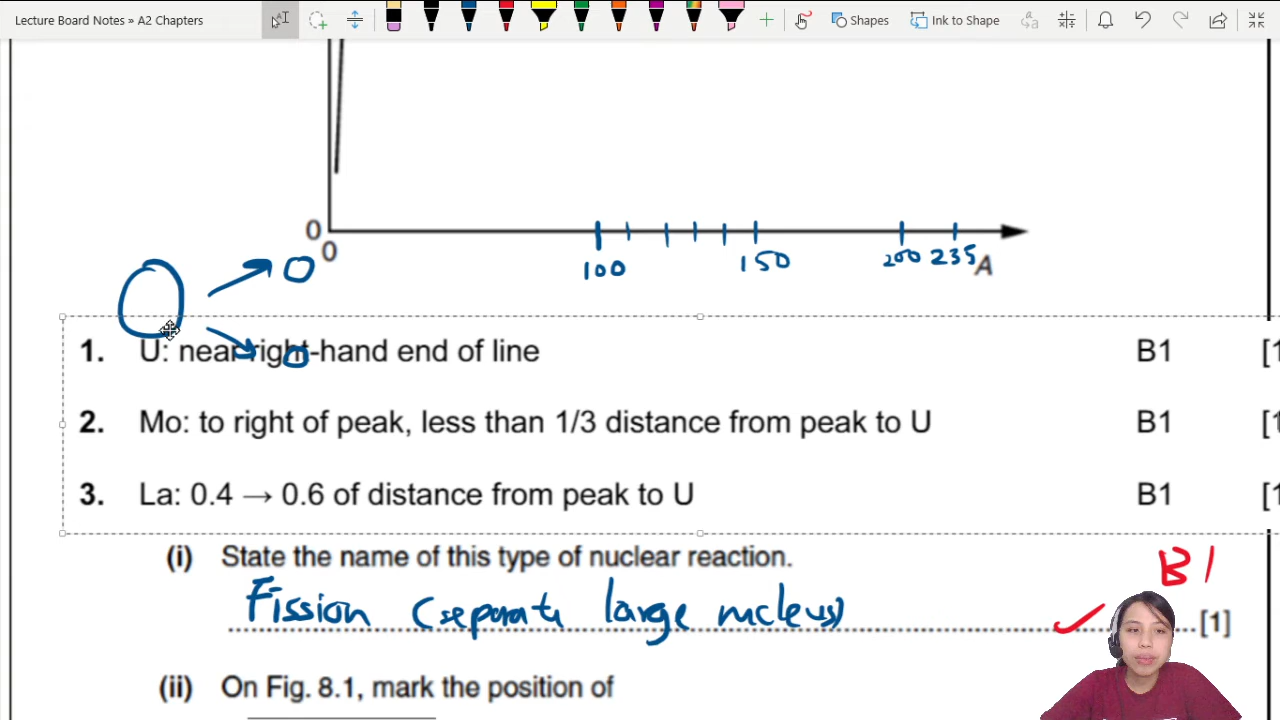 Lecture Board Notes » A2 Chapters
Shapes
Ink to Shape
0
0
100
150
200
235
A
1. U: near right-hand end of line B1 [1
2. Mo: to right of peak, less than 1/3 distance from peak to U B1 [1
3. La: 0.4 → 0.6 of distance from peak to U B1 [1
(i) State the name of this type of nuclear reaction.
B1
Fission (separate large nucleus)
[1]
(ii) On Fig. 8.1, mark the position of